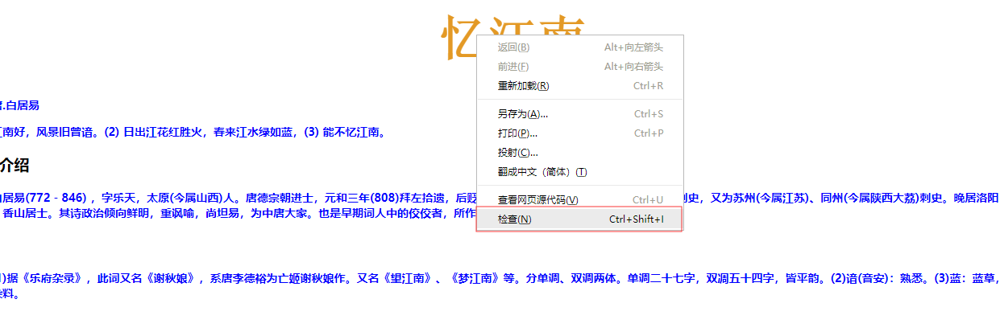 忆江南
.白居易
江南好，风景旧曾谙。(2) 日出江花红胜火，春来江水绿如蓝，(3) 能不忆江南。
介绍
白居易(772－846) ，字乐天，太原(今属山西)人。唐德宗朝进士，元和三年(808)拜左拾遗，后贬
刺史，又为苏州(今属江苏)、同州(今属陕西大荔)刺史。晚居洛阳
香山居士。其诗政治倾向鲜明，重讽喻，尚坦易，为中唐大家。也是早期词人中的佼佼者，所作
)据《乐府杂录》，此词又名《谢秋娘》，系唐李德裕为亡姬谢秋娘作。又名《望江南》、《梦江南》等。分单调、双调两体。单调二十七字，双凋五十四字，皆平韵。(2)谙(音安)：熟悉。(3)蓝：蓝草，
料。
返回(B) Alt+向左箭头
前进(F) Alt+向右箭头
重新加载(R) Ctrl+R
另存为(A)... Ctrl+S
打印(P)... Ctrl+P
投射(C)...
翻成中文（简体）(T)
查看网页源代码(V) Ctrl+U
检查(N) Ctrl+Shift+I